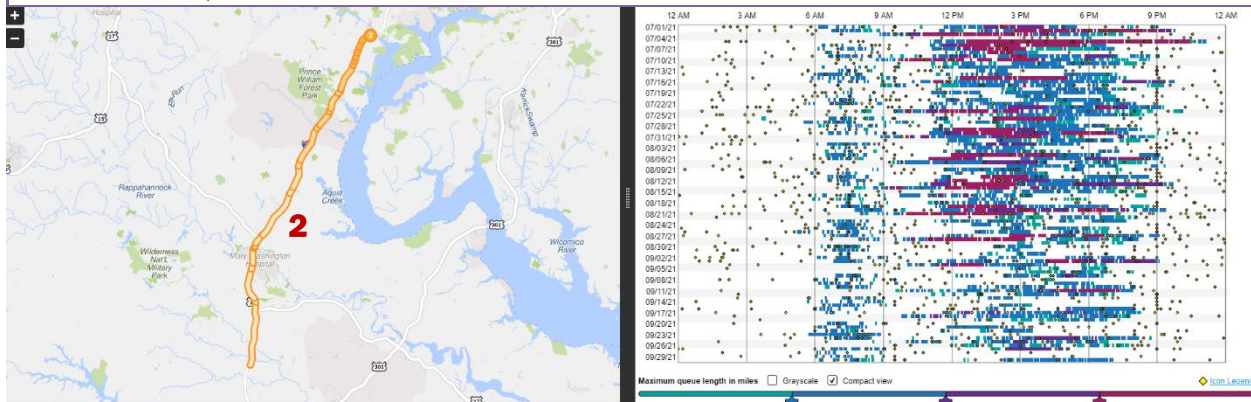 +
−
Hospital
17
Elk Run
15
29
Prince
William
Forest
Park
2
301
Kerrick Swamp
Rappahannock
River
Aquia
Creek
2
301
Wicomico
River
Wilderness
Nat'l.
Military
Park
Mary Washington
Hospital
301
12 AM 3 AM 6 AM 9 AM 12 PM 3 PM 6 PM 9 PM 12 AM
07/01/21
07/04/21
07/07/21
07/10/21
07/13/21
07/16/21
07/19/21
07/22/21
07/25/21
07/28/21
07/31/21
08/03/21
08/06/21
08/09/21
08/12/21
08/15/21
08/18/21
08/21/21
08/24/21
08/27/21
08/30/21
09/02/21
09/05/21
09/08/21
09/11/21
09/14/21
09/17/21
09/20/21
09/23/21
09/26/21
09/29/21
Maximum queue length in miles Grayscale ✓ Compact view Icon Legend